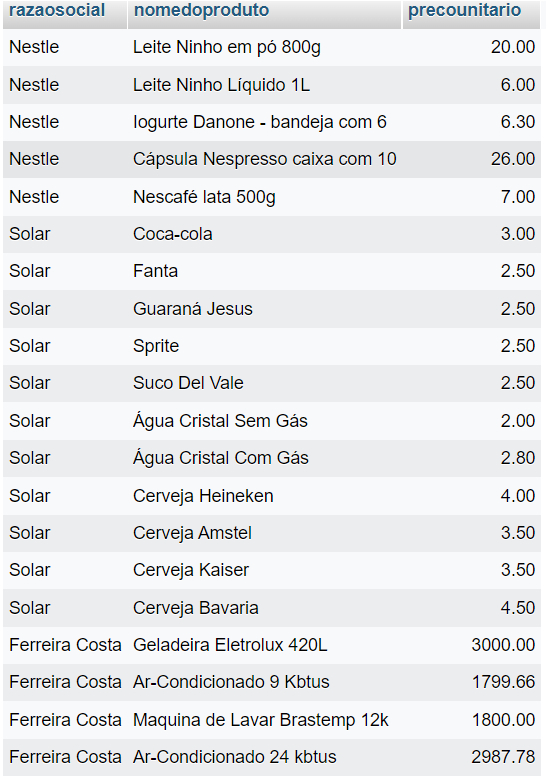 razaosocial nomedoproduto precounitario
Nestle Leite Ninho em pó 800g 20.00
Nestle Leite Ninho Líquido 1L 6.00
Nestle Iogurte Danone - bandeja com 6 6.30
Nestle Cápsula Nespresso caixa com 10 26.00
Nestle Nescafé lata 500g 7.00
Solar Coca-cola 3.00
Solar Fanta 2.50
Solar Guaraná Jesus 2.50
Solar Sprite 2.50
Solar Suco Del Vale 2.50
Solar Água Cristal Sem Gás 2.00
Solar Água Cristal Com Gás 2.80
Solar Cerveja Heineken 4.00
Solar Cerveja Amstel 3.50
Solar Cerveja Kaiser 3.50
Solar Cerveja Bavaria 4.50
Ferreira Costa Geladeira Eletrolux 420L 3000.00
Ferreira Costa Ar-Condicionado 9 Kbtus 1799.66
Ferreira Costa Maquina de Lavar Brastemp 12k 1800.00
Ferreira Costa Ar-Condicionado 24 kbtus 2987.78